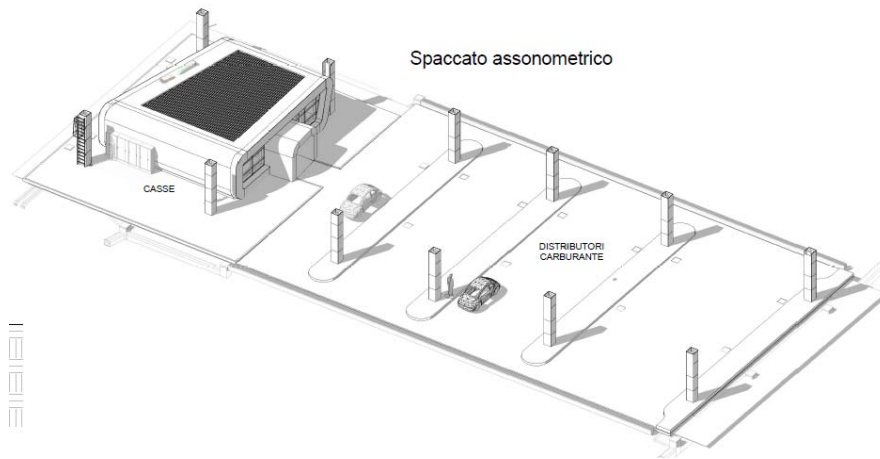 Spaccato assonometrico
CASSE
DISTRIBUTORI
CARBURANTE